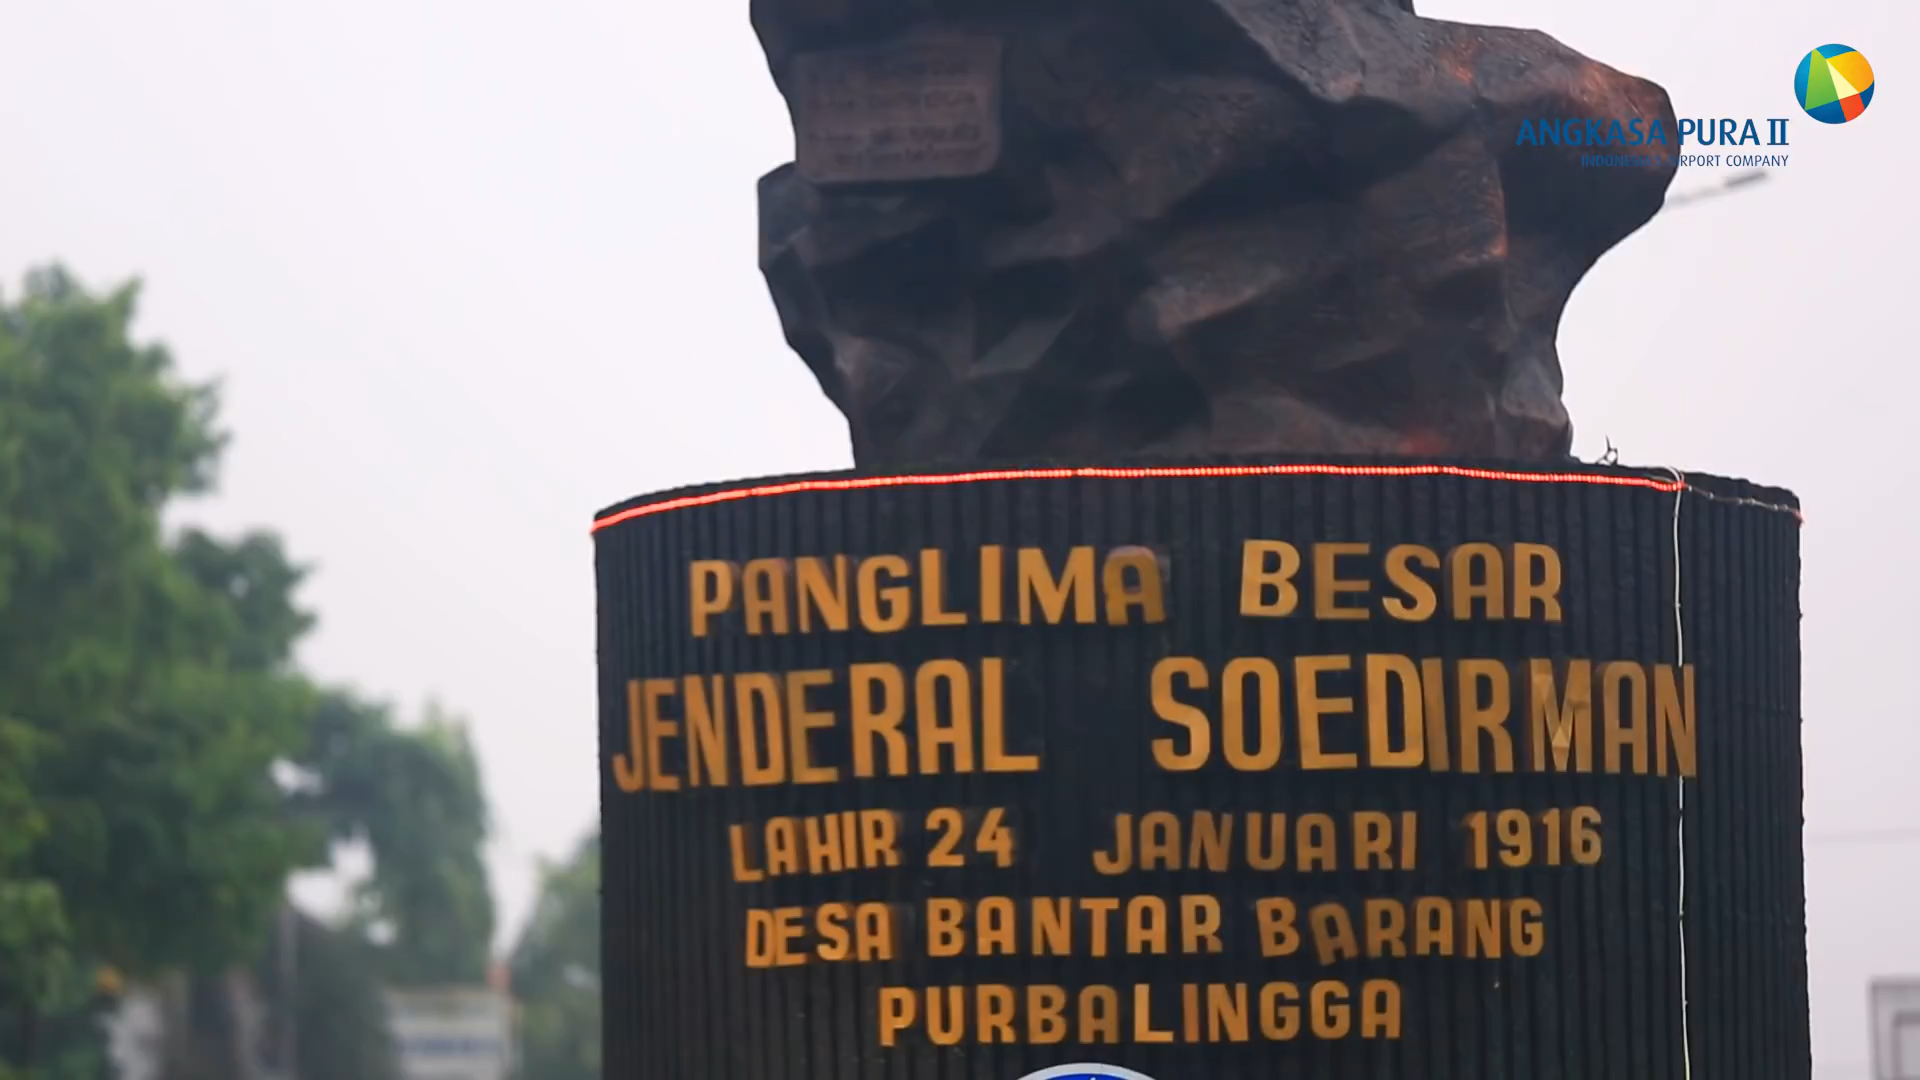 ANGKASA PURA II
INDONESIA'S AIRPORT COMPANY
PANGLIMA BESAR
JENDERAL SOEDIRMAN
LAHIR 24 JANUARI 1916
DESA BANTAR BARANG
PURBALINGGA